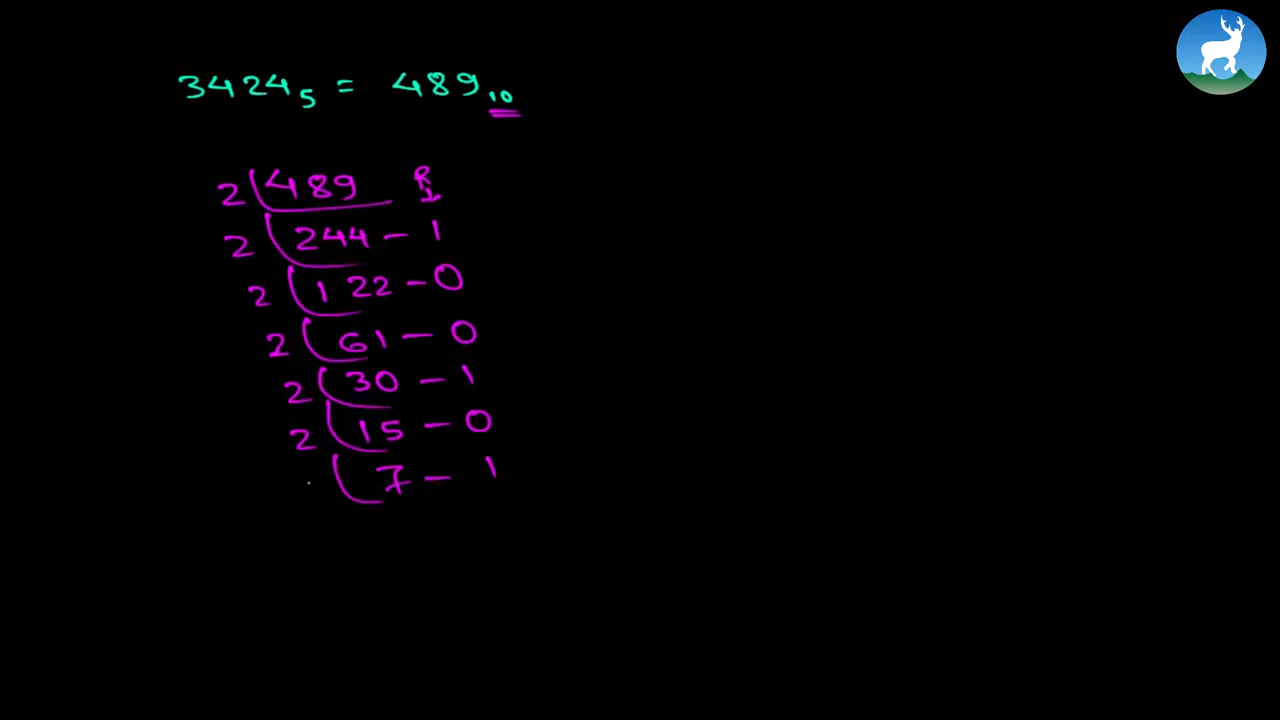 3424₅ = 489₁₀
2 489 R
2 244 - 1
2 122 - 0
2 61 - 0
2 30 - 1
2 15 - 0
7 - 1